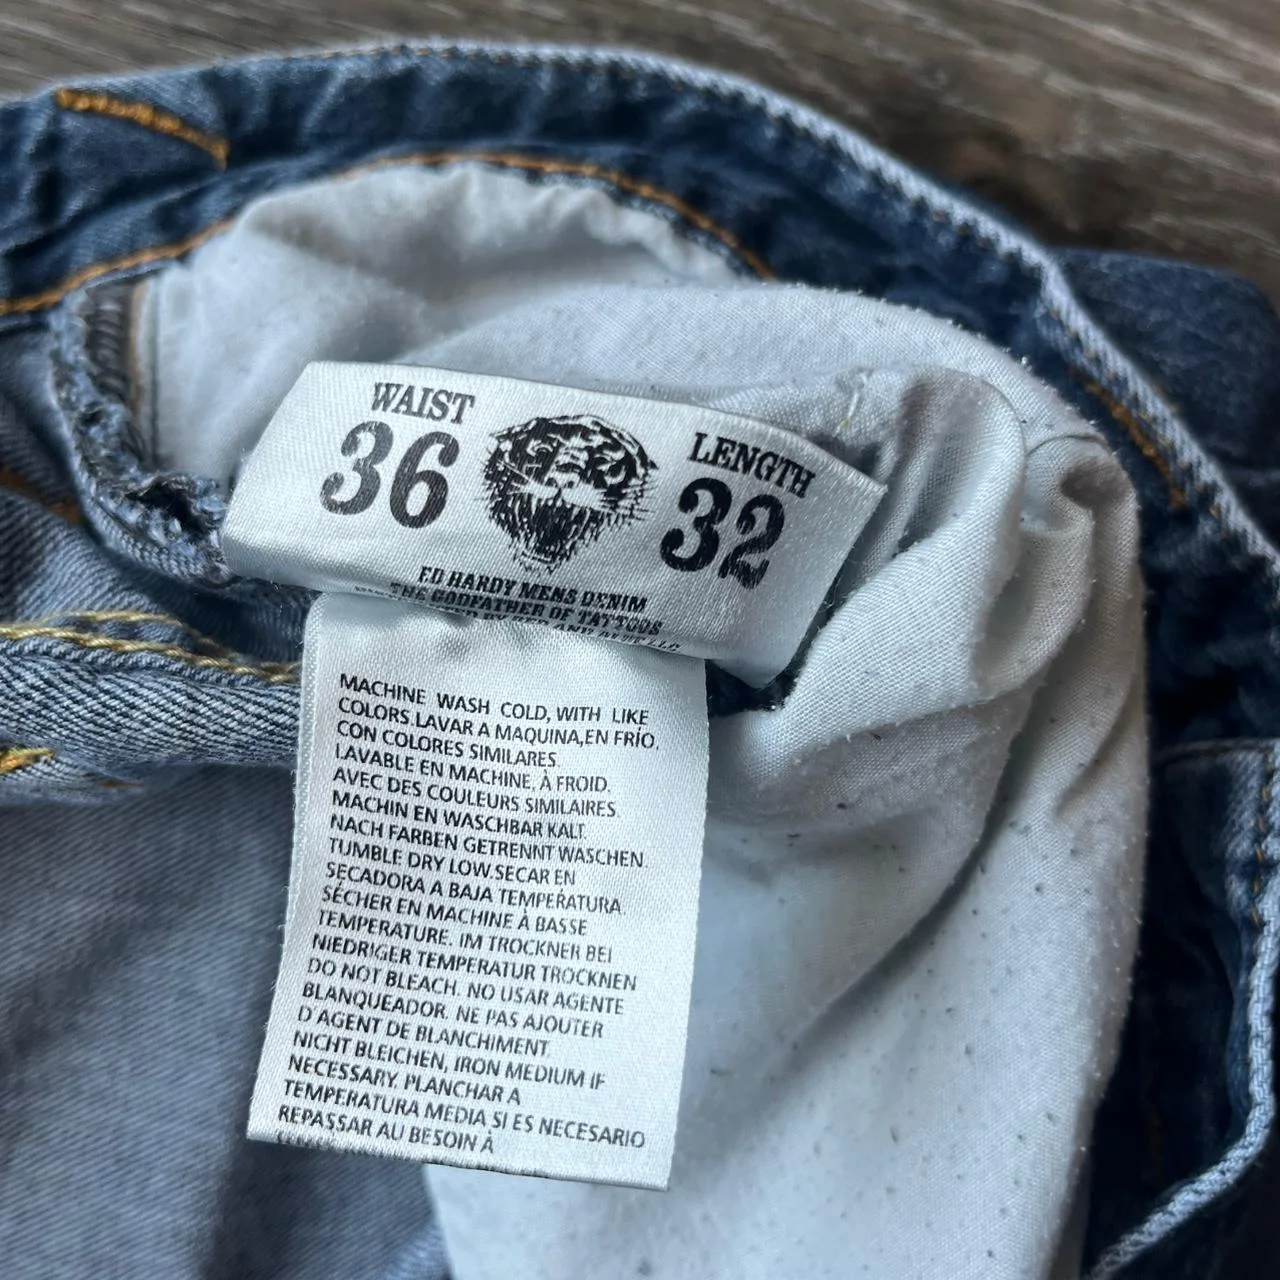 WAIST
36
LENGTH
32
ED HARDY MENS DENIM
THE GODFATHER OF TATTOOS
MACHINE WASH COLD, WITH LIKE
COLORS.LAVAR A MAQUINA,EN FRÍO,
CON COLORES SIMILARES.
LAVABLE EN MACHINE, À FROID.
AVEC DES COULEURS SIMILAIRES.
MACHIN EN WASCHBAR KALT.
NACH FARBEN GETRENNT WASCHEN.
TUMBLE DRY LOW.SECAR EN
SECADORA A BAJA TEMPERATURA.
SÉCHER EN MACHINE À BASSE
TEMPERATURE. IM TROCKNER BEI
NIEDRIGER TEMPERATUR TROCKNEN
DO NOT BLEACH. NO USAR AGENTE
BLANQUEADOR. NE PAS AJOUTER
D'AGENT DE BLANCHIMENT.
NICHT BLEICHEN, IRON MEDIUM IF
NECESSARY. PLANCHAR A
TEMPERATURA MEDIA SI ES NECESARIO
REPASSAR AU BESOIN À